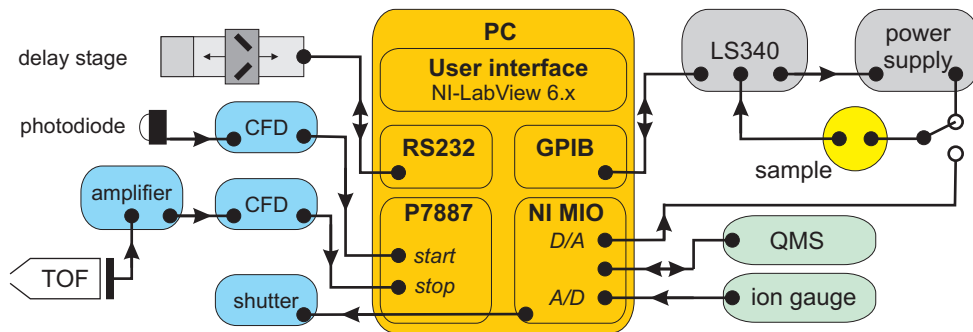 delay stage
photodiode
CFD
amplifier
CFD
TOF
shutter
PC
User interface
NI-LabView 6.x
RS232
GPIB
P7887
start
stop
NI MIO
D/A
A/D
LS340
power
supply
sample
QMS
ion gauge